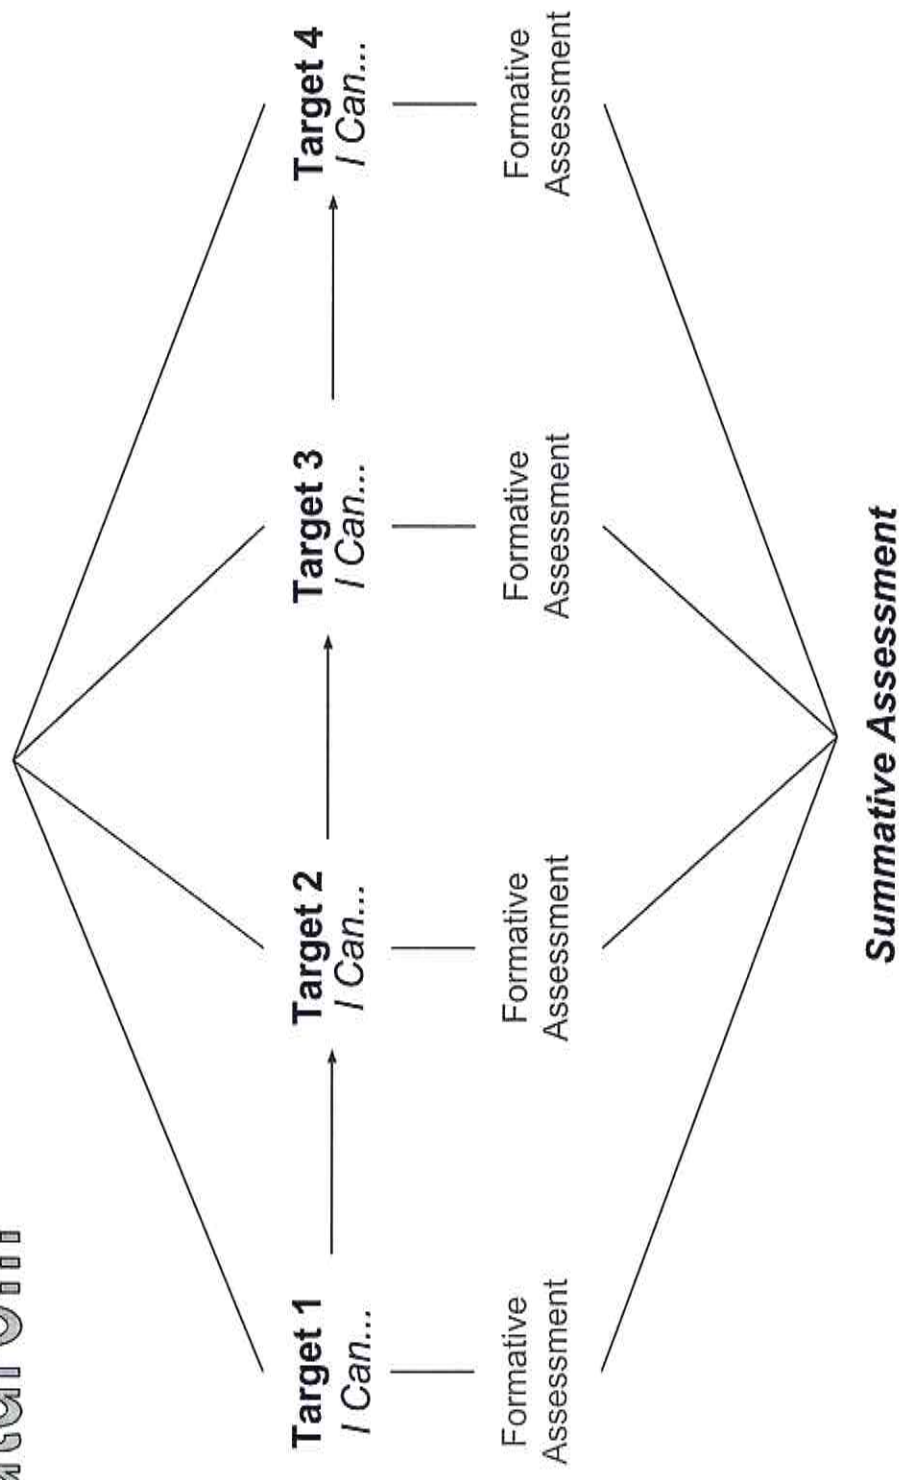 Target 1
I Can...
Target 2
I Can...
Target 3
I Can...
Target 4
I Can...
Formative
Assessment
Formative
Assessment
Formative
Assessment
Formative
Assessment
Summative Assessment